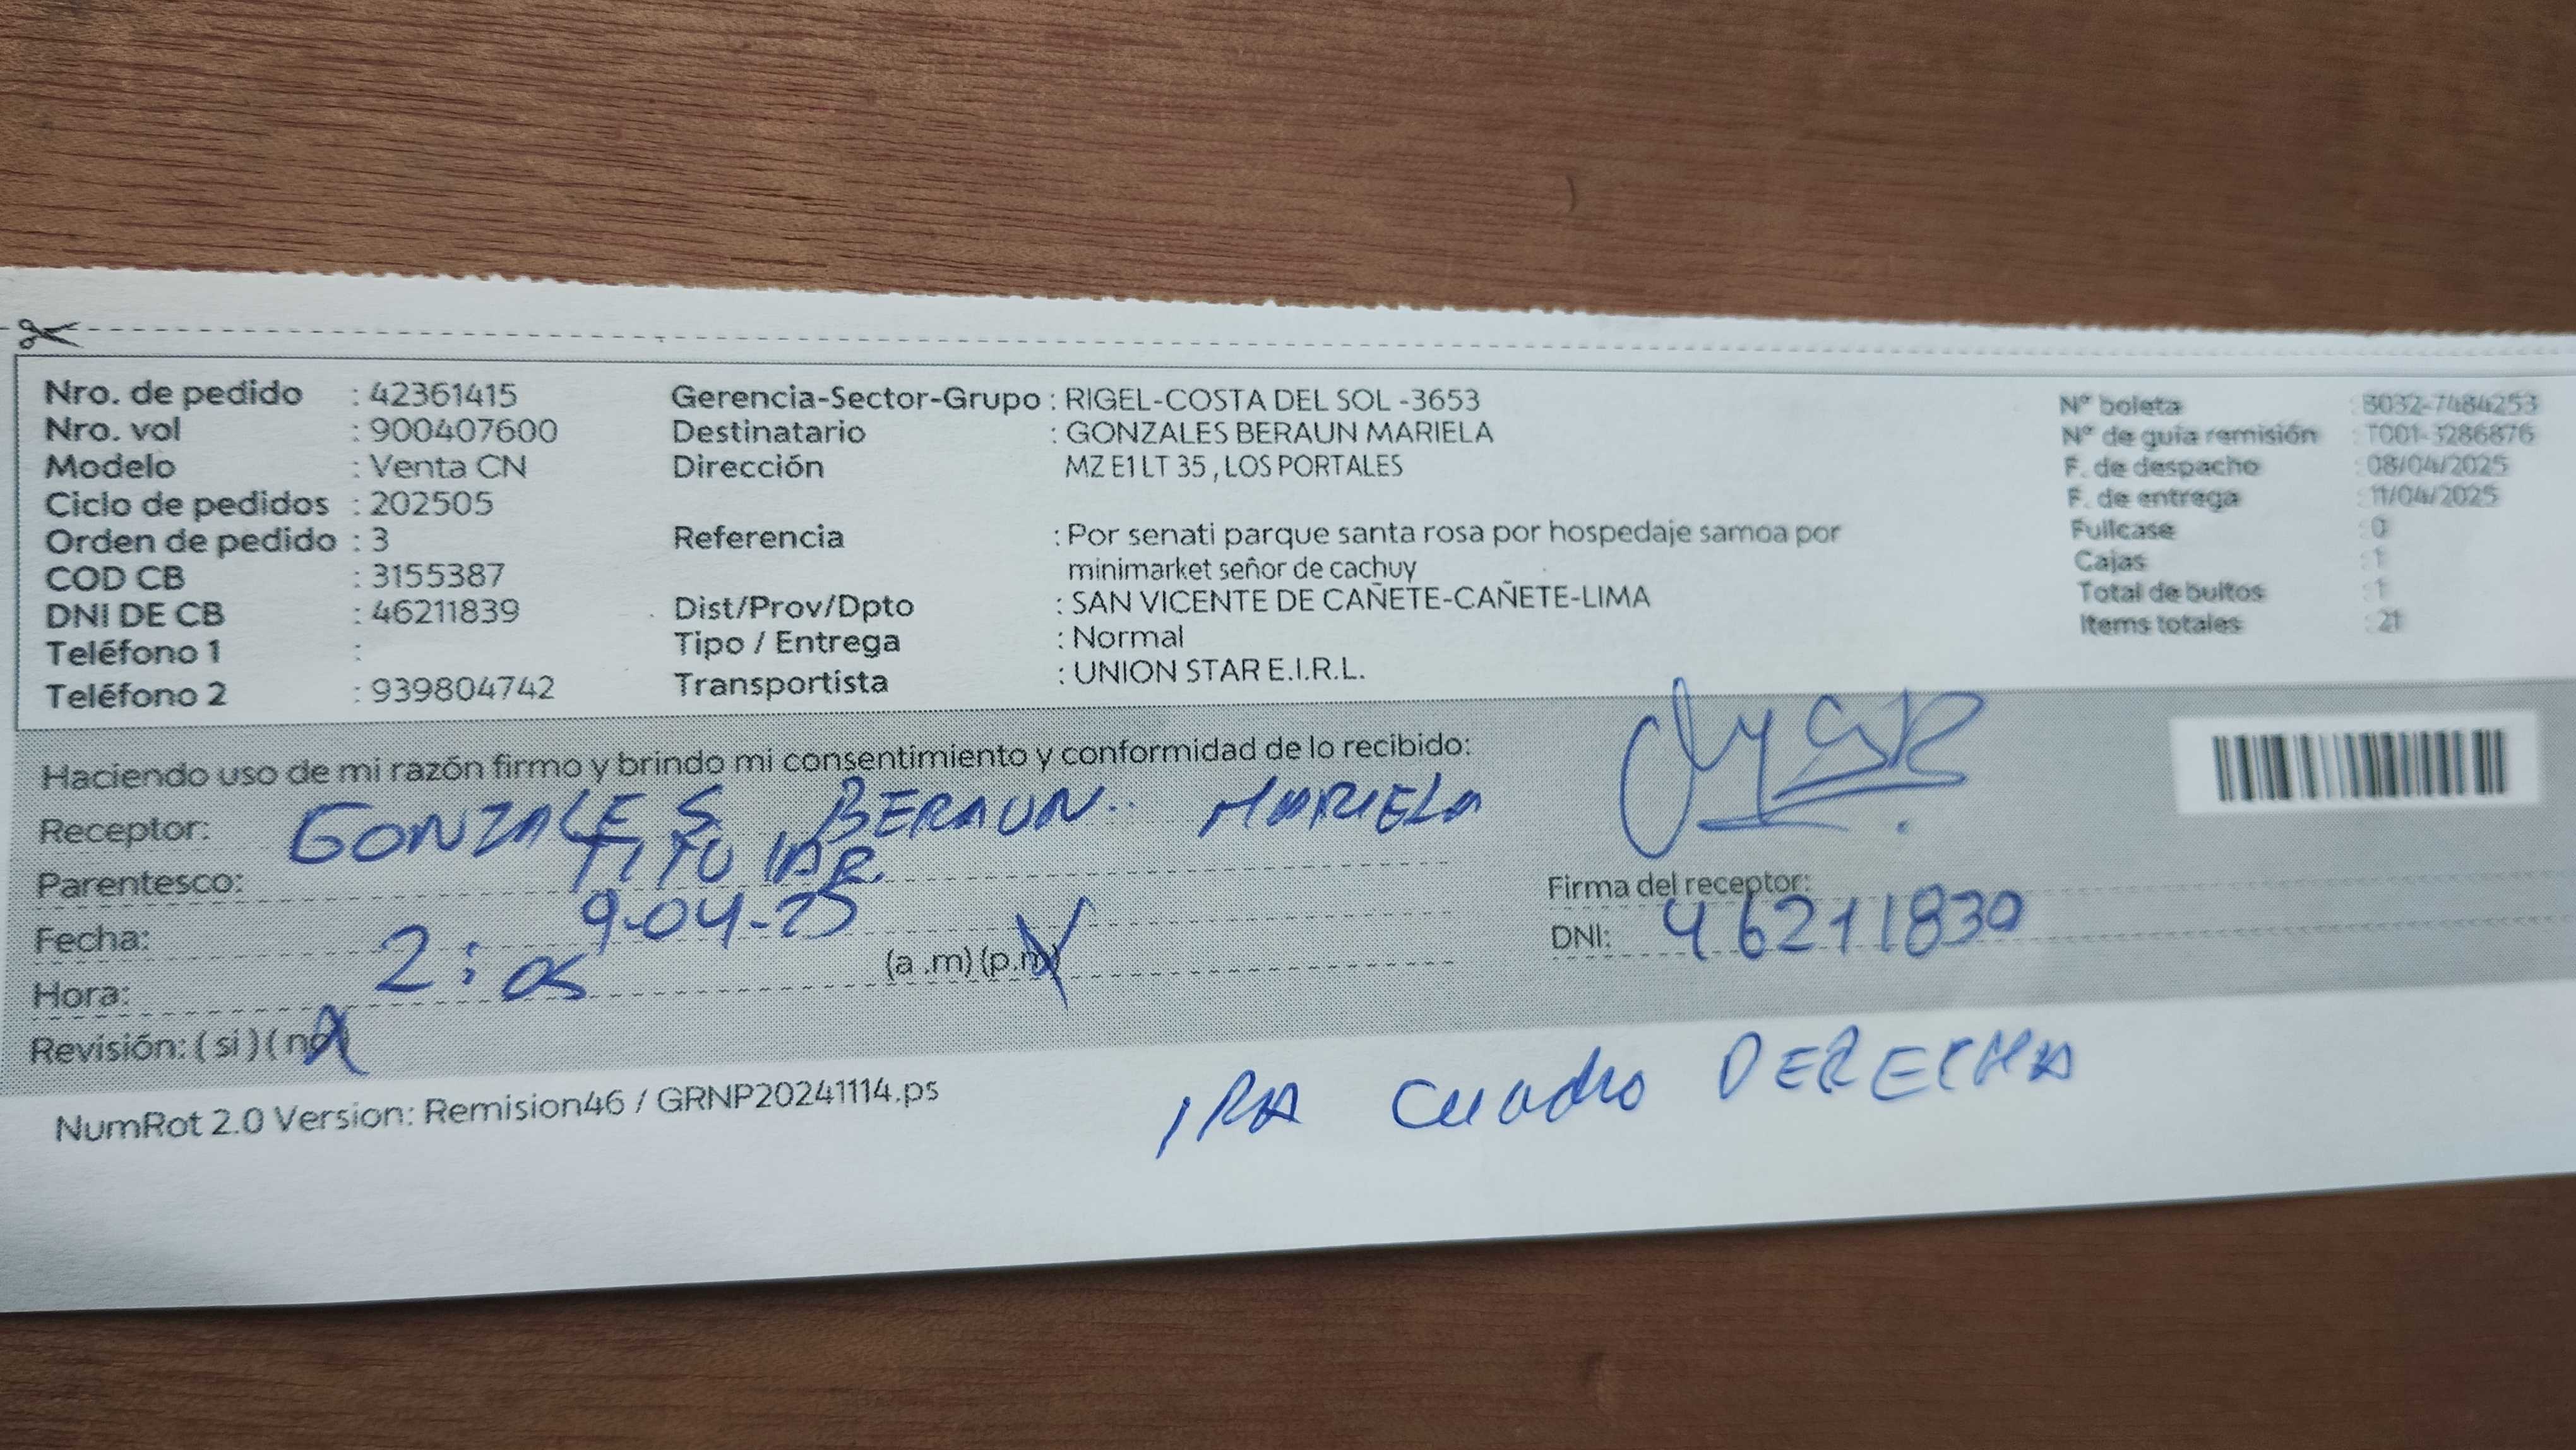 Nro. de pedido : 42361415
Nro. vol : 900407600
Modelo : Venta CN
Ciclo de pedidos : 202505
Orden de pedido : 3
COD CB : 3155387
DNI DE CB : 46211839
Teléfono 1 :
Teléfono 2 : 939804742
Gerencia-Sector-Grupo : RIGEL-COSTA DEL SOL -3653
Destinatario : GONZALES BERAUN MARIELA
Dirección MZ E1 LT 35 , LOS PORTALES
Referencia : Por senati parque santa rosa por hospedaje samoa por
minimarket señor de cachuy
Dist/Prov/Dpto : SAN VICENTE DE CAÑETE-CAÑETE-LIMA
Tipo / Entrega : Normal
Transportista : UNION STAR E.I.R.L.
N° boleta : B032-7484253
N° de guia remisión : T001-3286876
F. de despacho : 08/04/2025
F. de entrega : 11/04/2025
Fullcase : 0
Cajas : 1
Total de bultos : 1
Items totales : 21
Haciendo uso de mi razón firmo y brindo mi consentimiento y conformidad de lo recibido:
Receptor: GONZALES BERAUN MARIELA
Parentesco: TITULAR.
Fecha: 9-04-25
Hora: 2:05 (a .m) (p.m)
Revisión: ( si ) ( no )
Firma del receptor:
DNI: 46211839
NumRot 2.0 Version: Remision46 / GRNP20241114.ps
1RA cuadro DERECHA